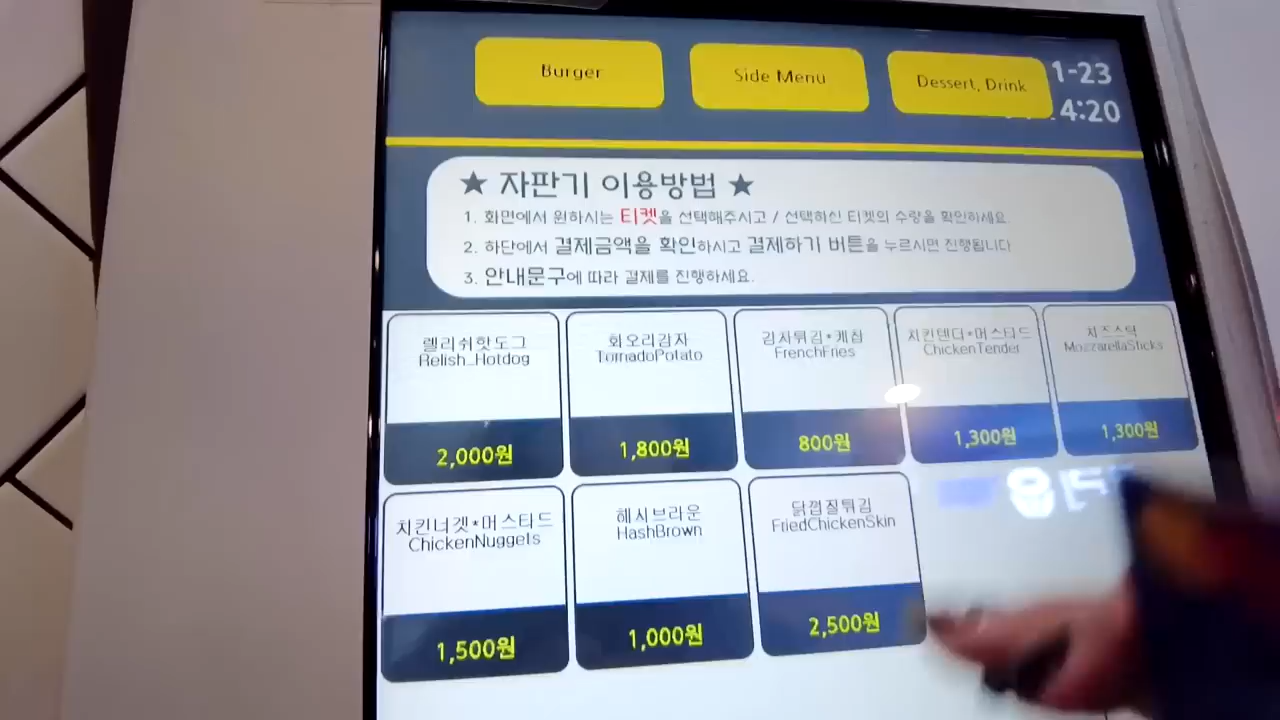 Burger
Side Menu
Dessert, Drink
1-23
4:20
★ 자판기 이용방법 ★
1. 화면에서 원하시는 티켓을 선택해주시고 / 선택하신 티켓의 수량을 확인하세요.
2. 하단에서 결제금액을 확인하시고 결제하기 버튼을 누르시면 진행됩니다
3. 안내문구에 따라 결제를 진행하세요.
렐리쉬핫도그
Relish_Hotdog
2,000원
회오리감자
TornadoPotato
1,800원
감자튀김*케찹
FrenchFries
800원
치킨텐더*머스타드
ChickenTender
1,300원
치즈스틱
MozzarellaSticks
1,300원
치킨너겟*머스타드
ChickenNuggets
1,500원
해시브라운
HashBrown
1,000원
닭껍질튀김
FriedChickenSkin
2,500원